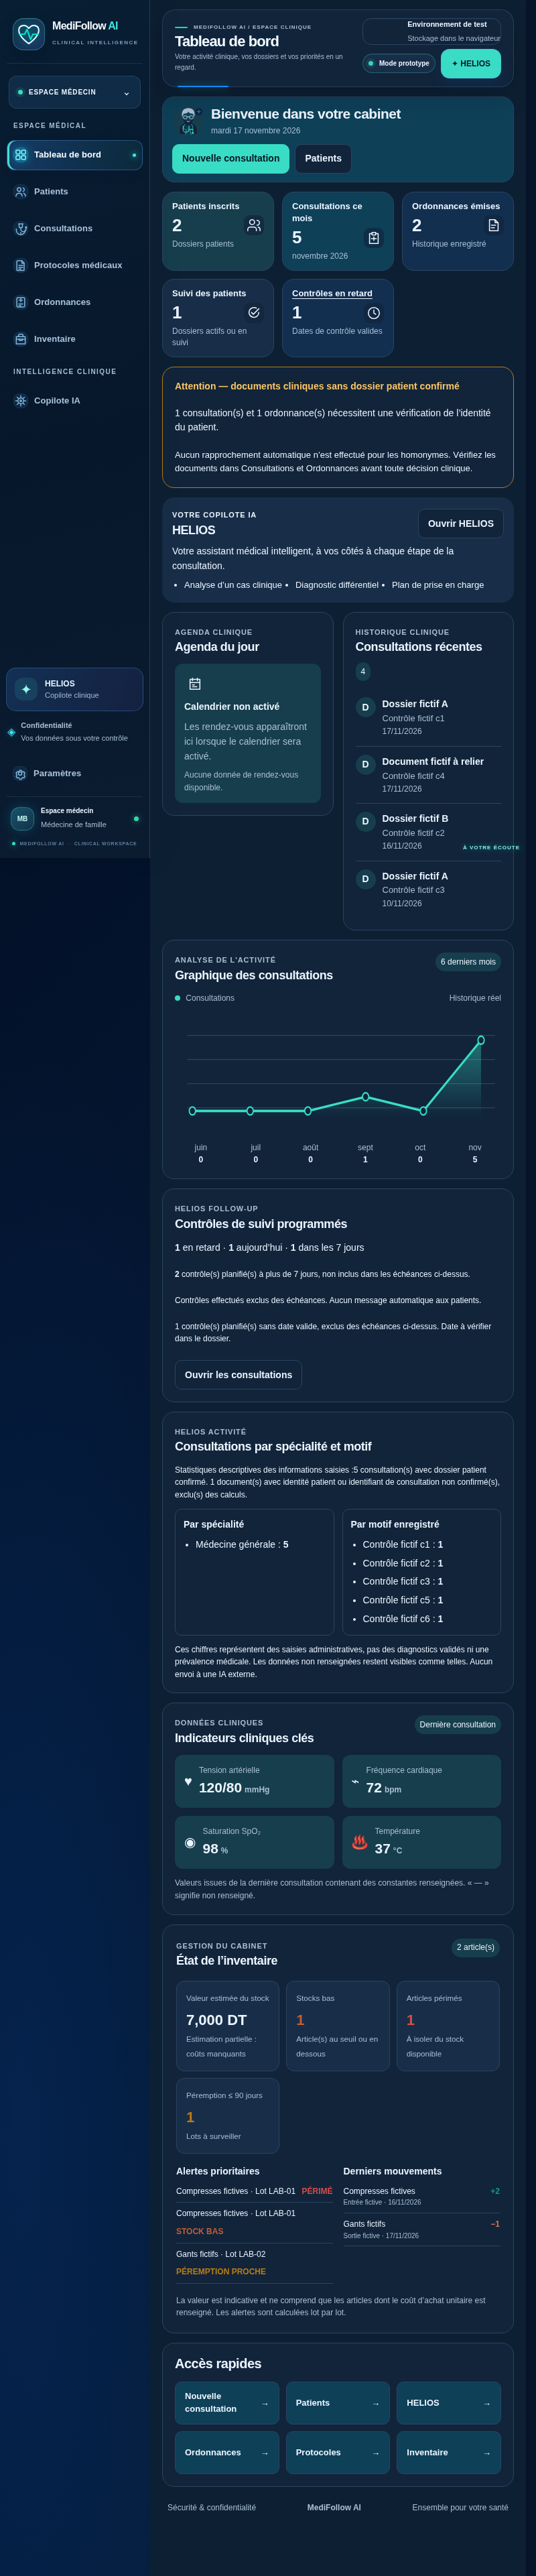 MediFollow AI
CLINICAL INTELLIGENCE
ESPACE MÉDECIN
ESPACE MÉDICAL
Tableau de bord
Patients
Consultations
Protocoles médicaux
Ordonnances
Inventaire
INTELLIGENCE CLINIQUE
Copilote IA
HELIOS
Copilote clinique
Confidentialité
Vos données sous votre contrôle
Paramètres
MB
Espace médecin
Médecine de famille
MEDIFOLLOW AI CLINICAL WORKSPACE
MEDIFOLLOW AI / ESPACE CLINIQUE
Tableau de bord
Votre activité clinique, vos dossiers et vos priorités en un
regard.
Environnement de test
Stockage dans le navigateur
Mode prototype
✦ HELIOS
Bienvenue dans votre cabinet
mardi 17 novembre 2026
Nouvelle consultation
Patients
Patients inscrits
2
Dossiers patients
Consultations ce
mois
5
novembre 2026
Ordonnances émises
2
Historique enregistré
Suivi des patients
1
Dossiers actifs ou en
suivi
Contrôles en retard
1
Dates de contrôle valides
Attention — documents cliniques sans dossier patient confirmé
1 consultation(s) et 1 ordonnance(s) nécessitent une vérification de l'identité
du patient.
Aucun rapprochement automatique n'est effectué pour les homonymes. Vérifiez les
documents dans Consultations et Ordonnances avant toute décision clinique.
VOTRE COPILOTE IA
HELIOS
Ouvrir HELIOS
Votre assistant médical intelligent, à vos côtés à chaque étape de la
consultation.
• Analyse d'un cas clinique • Diagnostic différentiel • Plan de prise en charge
AGENDA CLINIQUE
Agenda du jour
Calendrier non activé
Les rendez-vous apparaîtront
ici lorsque le calendrier sera
activé.
Aucune donnée de rendez-vous
disponible.
HISTORIQUE CLINIQUE
Consultations récentes
4
D
Dossier fictif A
Contrôle fictif c1
17/11/2026
D
Document fictif à relier
Contrôle fictif c4
17/11/2026
D
Dossier fictif B
Contrôle fictif c2
16/11/2026
À VOTRE ÉCOUTE
D
Dossier fictif A
Contrôle fictif c3
10/11/2026
ANALYSE DE L'ACTIVITÉ
Graphique des consultations
6 derniers mois
Consultations
Historique réel
juin juil août sept oct nov
0 0 0 1 0 5
HELIOS FOLLOW-UP
Contrôles de suivi programmés
1 en retard · 1 aujourd'hui · 1 dans les 7 jours
2 contrôle(s) planifié(s) à plus de 7 jours, non inclus dans les échéances ci-dessus.
Contrôles effectués exclus des échéances. Aucun message automatique aux patients.
1 contrôle(s) planifié(s) sans date valide, exclus des échéances ci-dessus. Date à vérifier
dans le dossier.
Ouvrir les consultations
HELIOS ACTIVITÉ
Consultations par spécialité et motif
Statistiques descriptives des informations saisies :5 consultation(s) avec dossier patient
confirmé. 1 document(s) avec identité patient ou identifiant de consultation non confirmé(s),
exclu(s) des calculs.
Par spécialité
• Médecine générale : 5
Par motif enregistré
• Contrôle fictif c1 : 1
• Contrôle fictif c2 : 1
• Contrôle fictif c3 : 1
• Contrôle fictif c5 : 1
• Contrôle fictif c6 : 1
Ces chiffres représentent des saisies administratives, pas des diagnostics validés ni une
prévalence médicale. Les données non renseignées restent visibles comme telles. Aucun
envoi à une IA externe.
DONNÉES CLINIQUES
Indicateurs cliniques clés
Dernière consultation
Tension artérielle
120/80 mmHg
Fréquence cardiaque
72 bpm
Saturation SpO₂
98 %
Température
37 °C
Valeurs issues de la dernière consultation contenant des constantes renseignées. « — »
signifie non renseigné.
GESTION DU CABINET
État de l'inventaire
2 article(s)
Valeur estimée du stock
7,000 DT
Estimation partielle :
coûts manquants
Stocks bas
1
Article(s) au seuil ou en
dessous
Articles périmés
1
À isoler du stock
disponible
Péremption ≤ 90 jours
1
Lots à surveiller
Alertes prioritaires
Compresses fictives · Lot LAB-01 PÉRIMÉ
Compresses fictives · Lot LAB-01
STOCK BAS
Gants fictifs · Lot LAB-02
PÉREMPTION PROCHE
Derniers mouvements
Compresses fictives +2
Entrée fictive · 16/11/2026
Gants fictifs −1
Sortie fictive · 17/11/2026
La valeur est indicative et ne comprend que les articles dont le coût d'achat unitaire est
renseigné. Les alertes sont calculées lot par lot.
Accès rapides
Nouvelle
consultation →
Patients →
HELIOS →
Ordonnances →
Protocoles →
Inventaire →
Sécurité & confidentialité
MediFollow AI
Ensemble pour votre santé